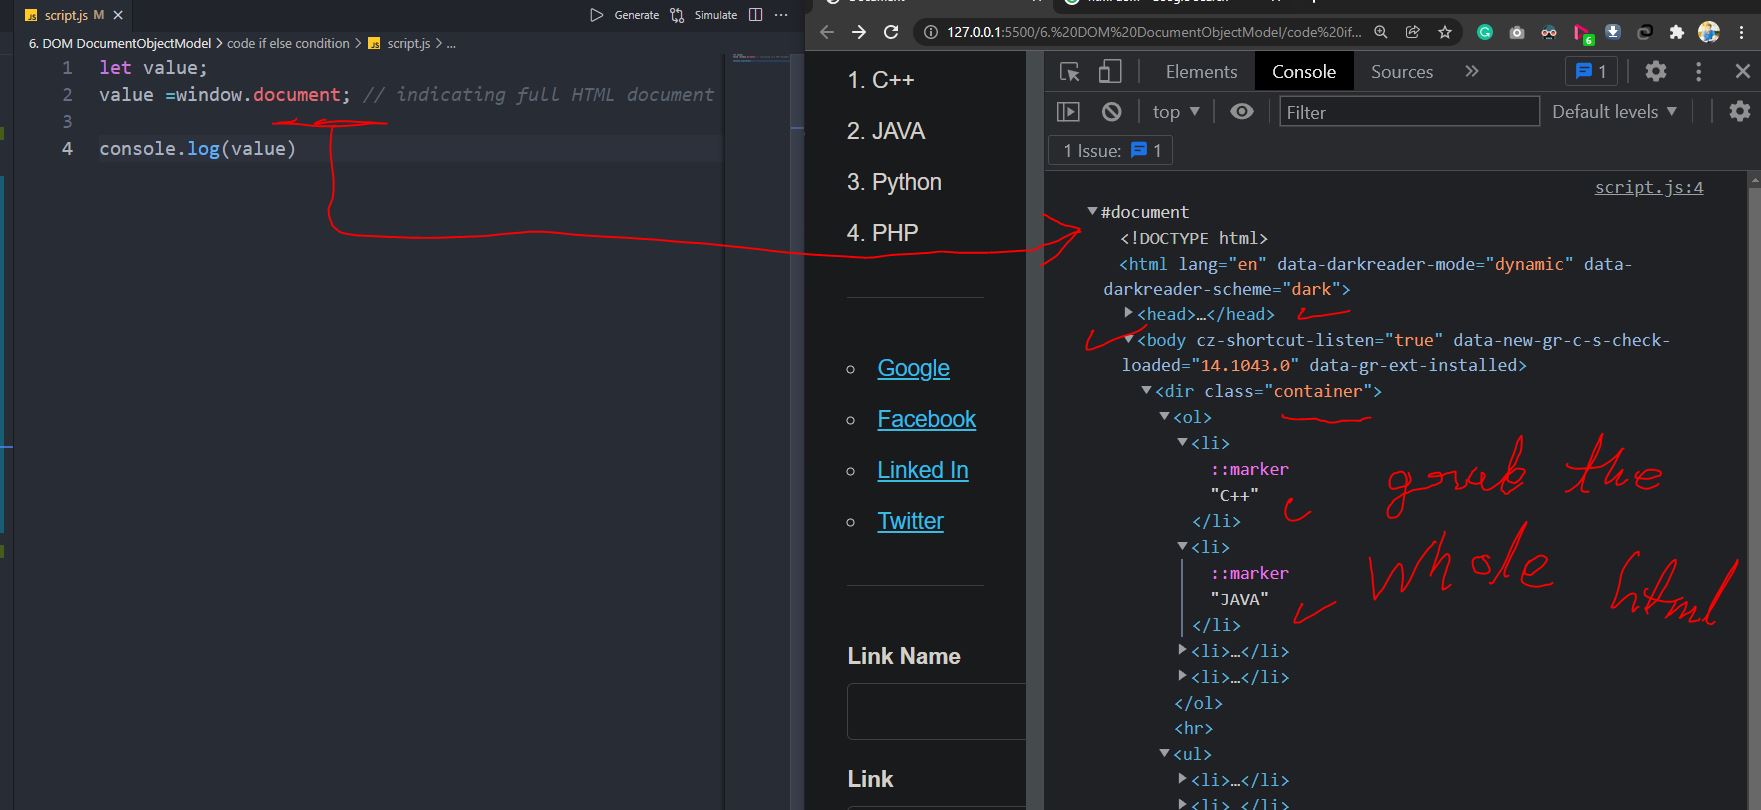 script.js M
Generate
Simulate
6. DOM DocumentObjectModel > code if else condition > script.js > ...
1 let value;
2 value =window.document; // indicating full HTML document
3
4 console.log(value)
127.0.0.1:5500/6.%20DOM%20DocumentObjectModel/code%20if...
6
1. C++
2. JAVA
3. Python
4. PHP
Google
Facebook
Linked In
Twitter
Link Name
Link
Elements Console Sources » 1
top Filter Default levels
1 Issue: 1
script.js:4
#document
<!DOCTYPE html>
<html lang="en" data-darkreader-mode="dynamic" data-
darkreader-scheme="dark">
<head>…</head>
<body cz-shortcut-listen="true" data-new-gr-c-s-check-
loaded="14.1043.0" data-gr-ext-installed>
<dir class="container">
<ol>
<li>
::marker
"C++"
</li>
<li>
::marker
"JAVA"
</li>
<li>…</li>
<li>…</li>
</ol>
<hr>
<ul>
<li>…</li>
<li>…</li>
grab the
whole
html